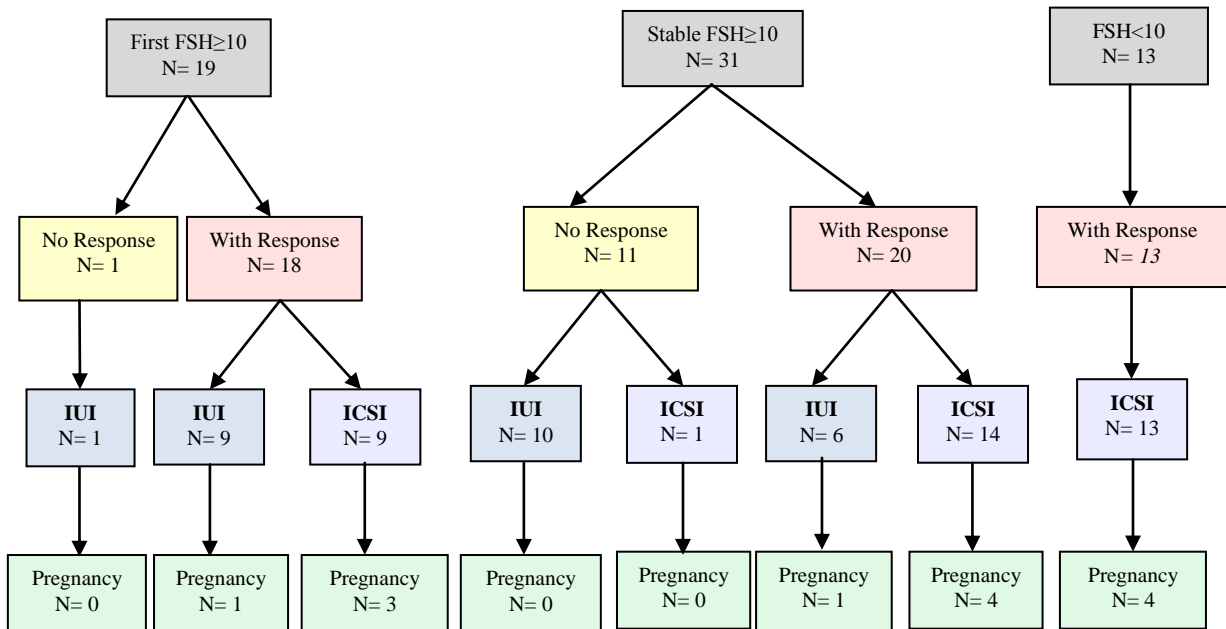 First FSH≥10
N= 19
Stable FSH≥10
N= 31
FSH<10
N= 13
No Response
N= 1
With Response
N= 18
No Response
N= 11
With Response
N= 20
With Response
N= 13
IUI
N= 1
IUI
N= 9
ICSI
N= 9
IUI
N= 10
ICSI
N= 1
IUI
N= 6
ICSI
N= 14
ICSI
N= 13
Pregnancy
N= 0
Pregnancy
N= 1
Pregnancy
N= 3
Pregnancy
N= 0
Pregnancy
N= 0
Pregnancy
N= 1
Pregnancy
N= 4
Pregnancy
N= 4